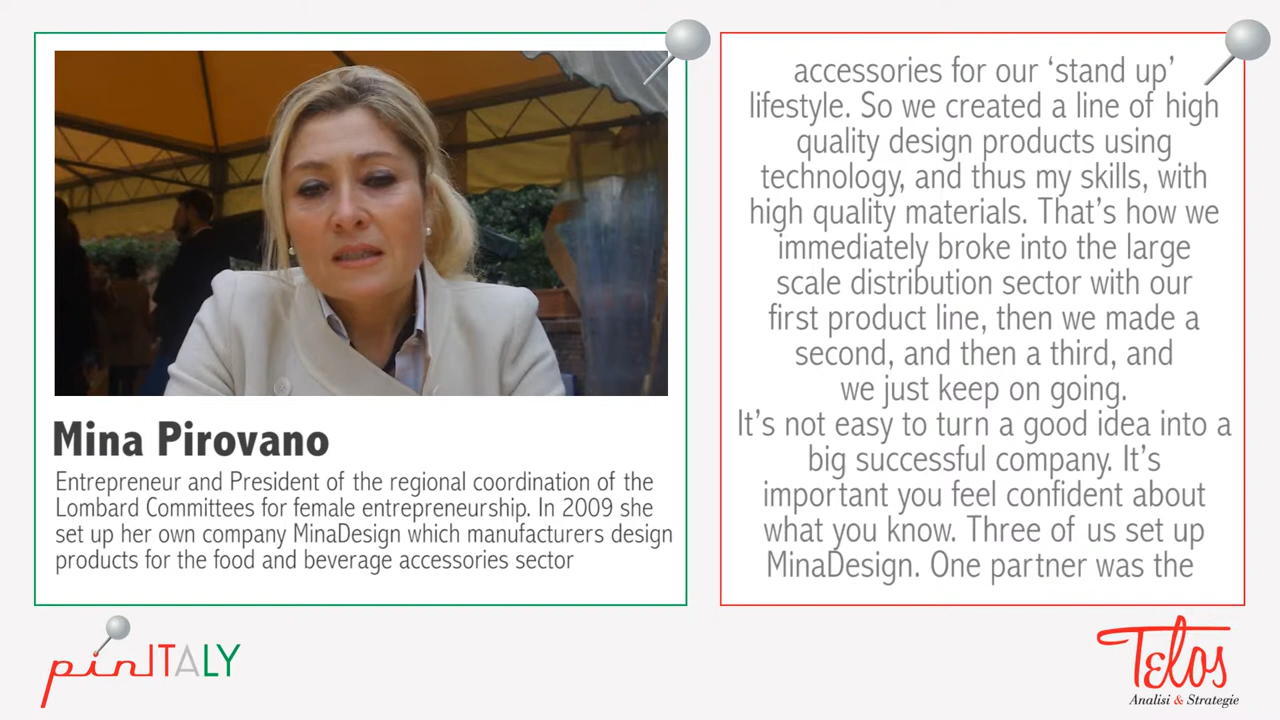 Mina Pirovano
Entrepreneur and President of the regional coordination of the
Lombard Committees for female entrepreneurship. In 2009 she
set up her own company MinaDesign which manufacturers design
products for the food and beverage accessories sector
accessories for our ‘stand up’
lifestyle. So we created a line of high
quality design products using
technology, and thus my skills, with
high quality materials. That’s how we
immediately broke into the large
scale distribution sector with our
first product line, then we made a
second, and then a third, and
we just keep on going.
It’s not easy to turn a good idea into a
big successful company. It’s
important you feel confident about
what you know. Three of us set up
MinaDesign. One partner was the
pinITALY
Telos
Analisi & Strategie